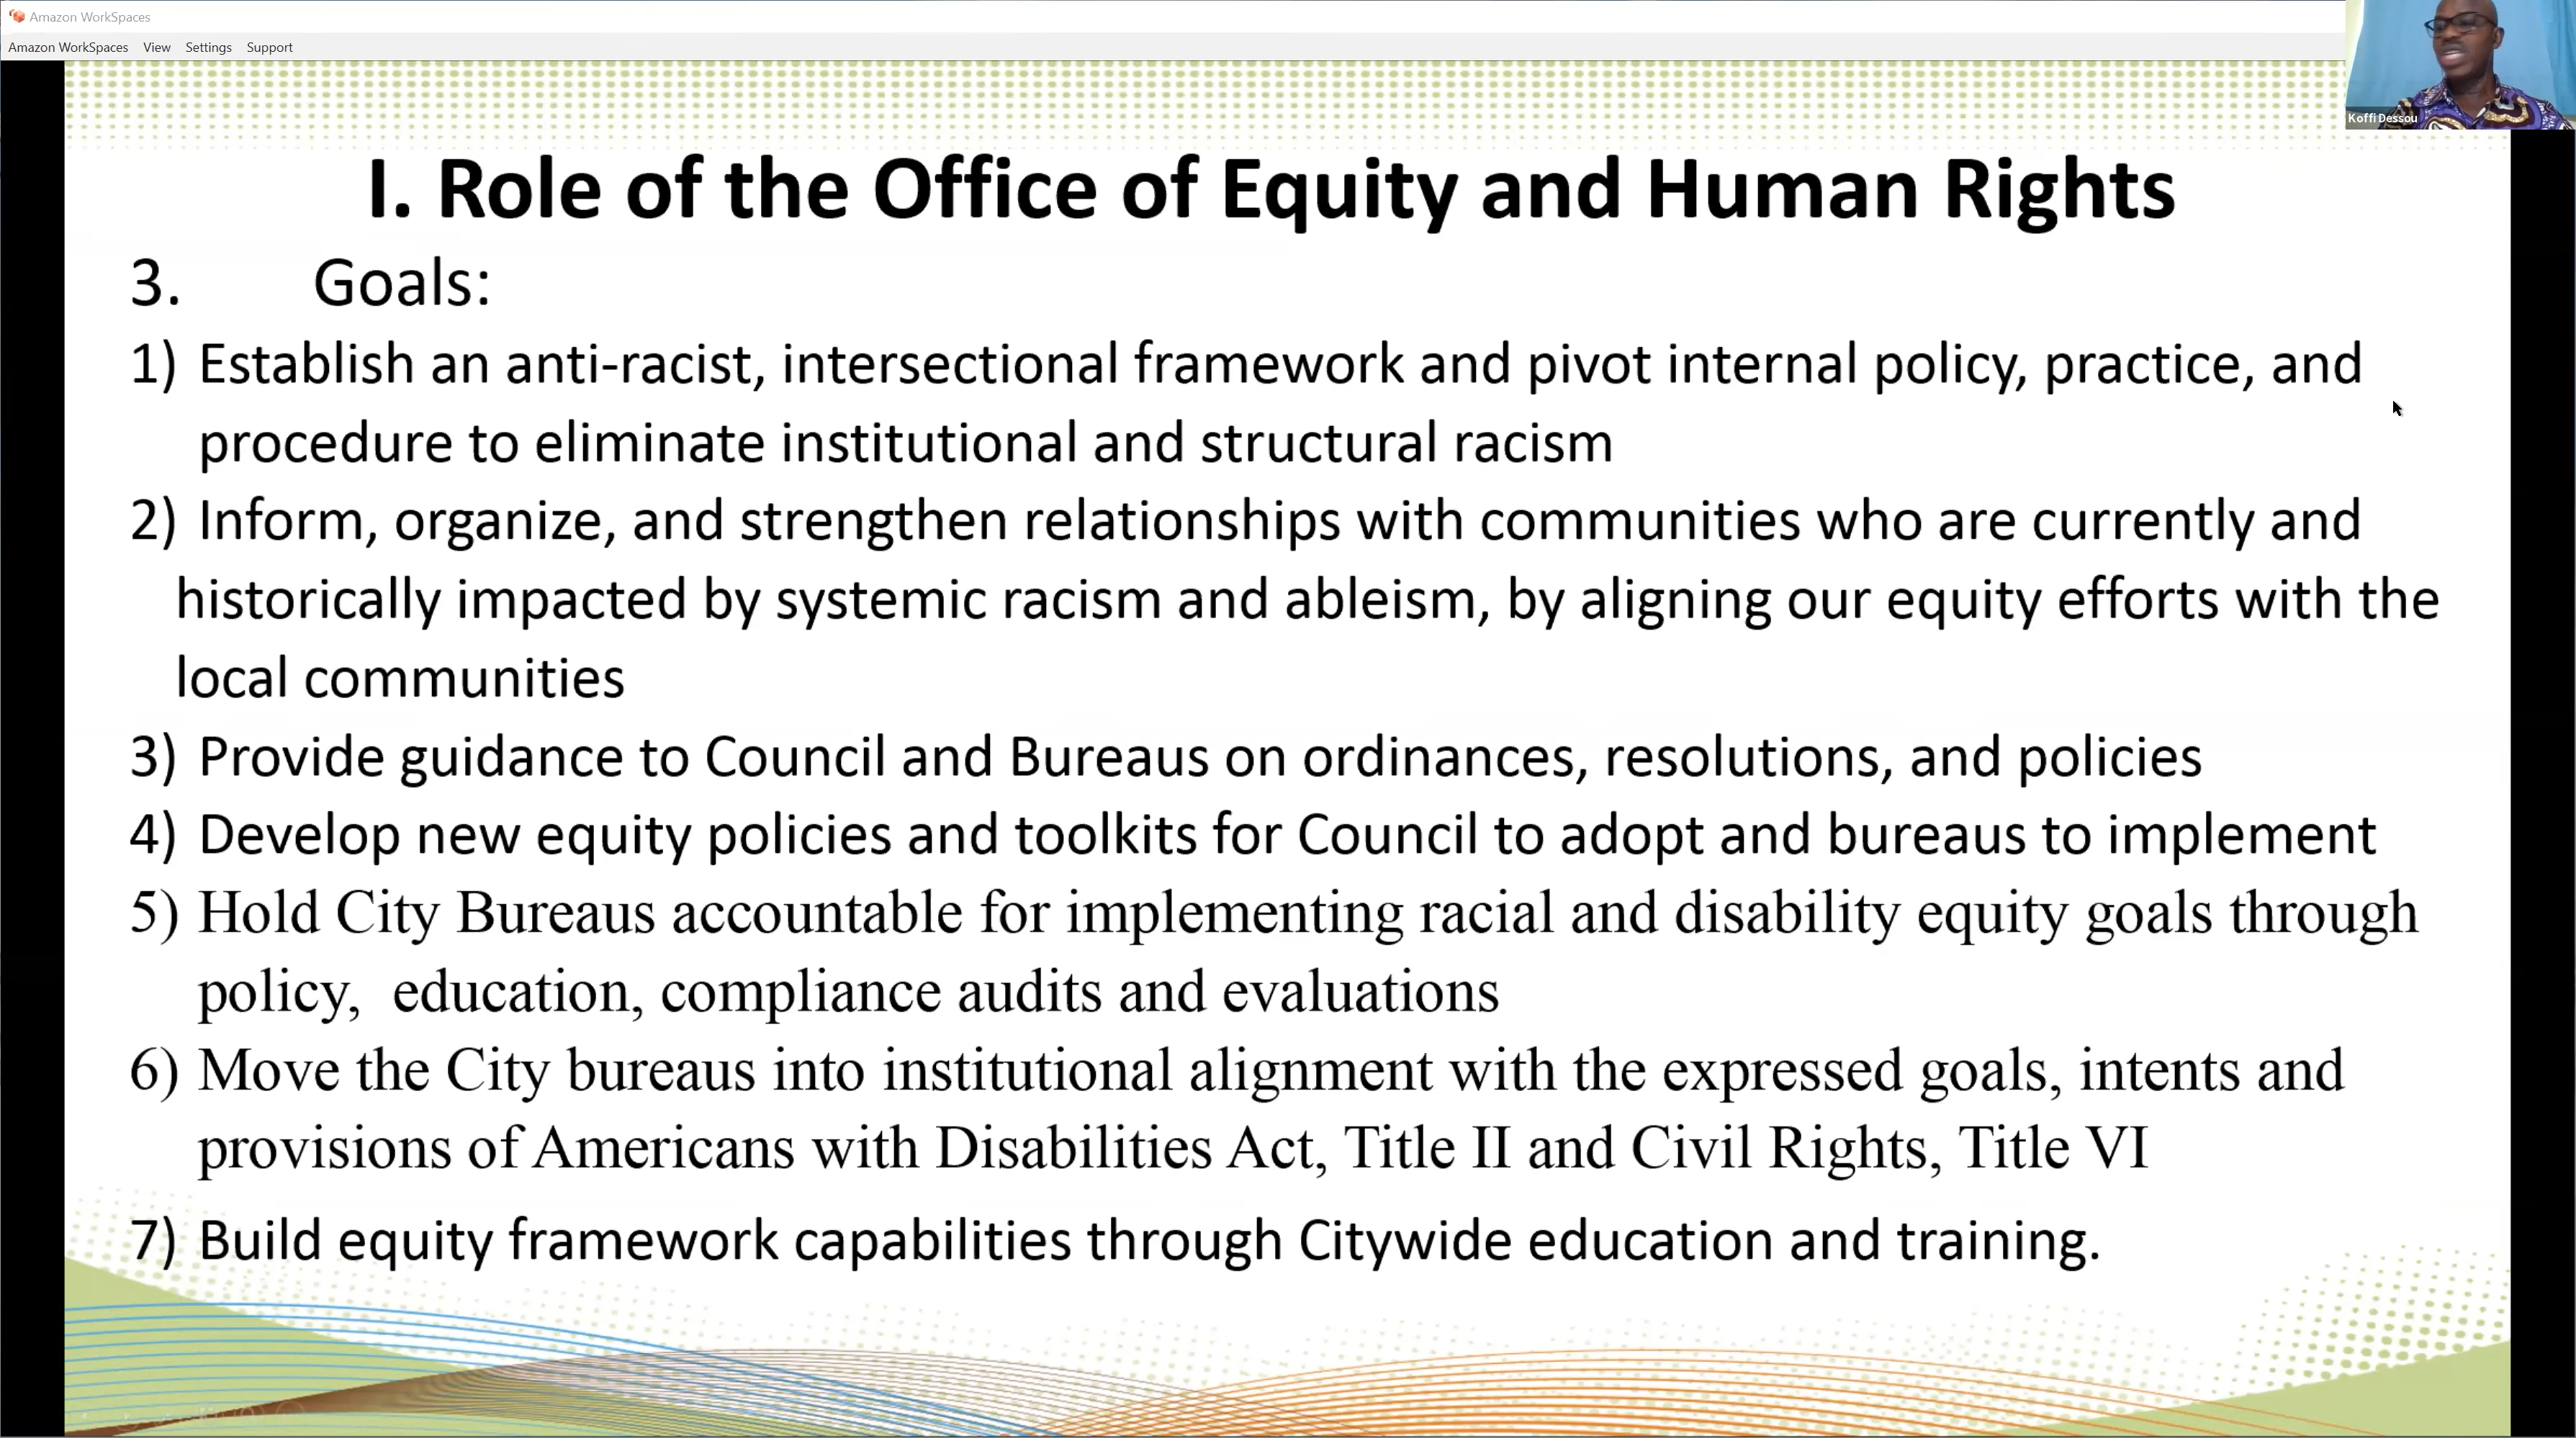 Amazon WorkSpaces
Amazon WorkSpaces View Settings Support
Koffi Dessou
I. Role of the Office of Equity and Human Rights
3. Goals:
1) Establish an anti-racist, intersectional framework and pivot internal policy, practice, and
procedure to eliminate institutional and structural racism
2) Inform, organize, and strengthen relationships with communities who are currently and
historically impacted by systemic racism and ableism, by aligning our equity efforts with the
local communities
3) Provide guidance to Council and Bureaus on ordinances, resolutions, and policies
4) Develop new equity policies and toolkits for Council to adopt and bureaus to implement
5) Hold City Bureaus accountable for implementing racial and disability equity goals through
policy,  education, compliance audits and evaluations
6) Move the City bureaus into institutional alignment with the expressed goals, intents and
provisions of Americans with Disabilities Act, Title II and Civil Rights, Title VI
7) Build equity framework capabilities through Citywide education and training.